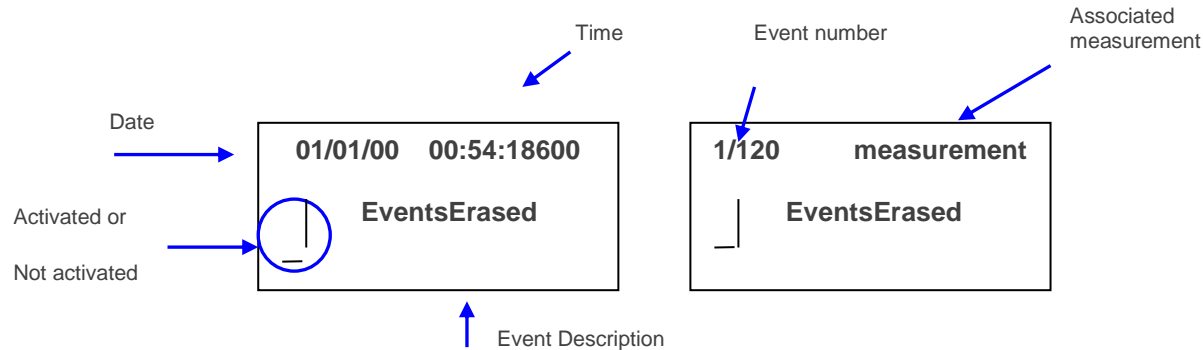 Associated
measurement
Time
Event number
Date
01/01/00 00:54:18600
1/120 measurement
EventsErased
EventsErased
Activated or
Not activated
Event Description